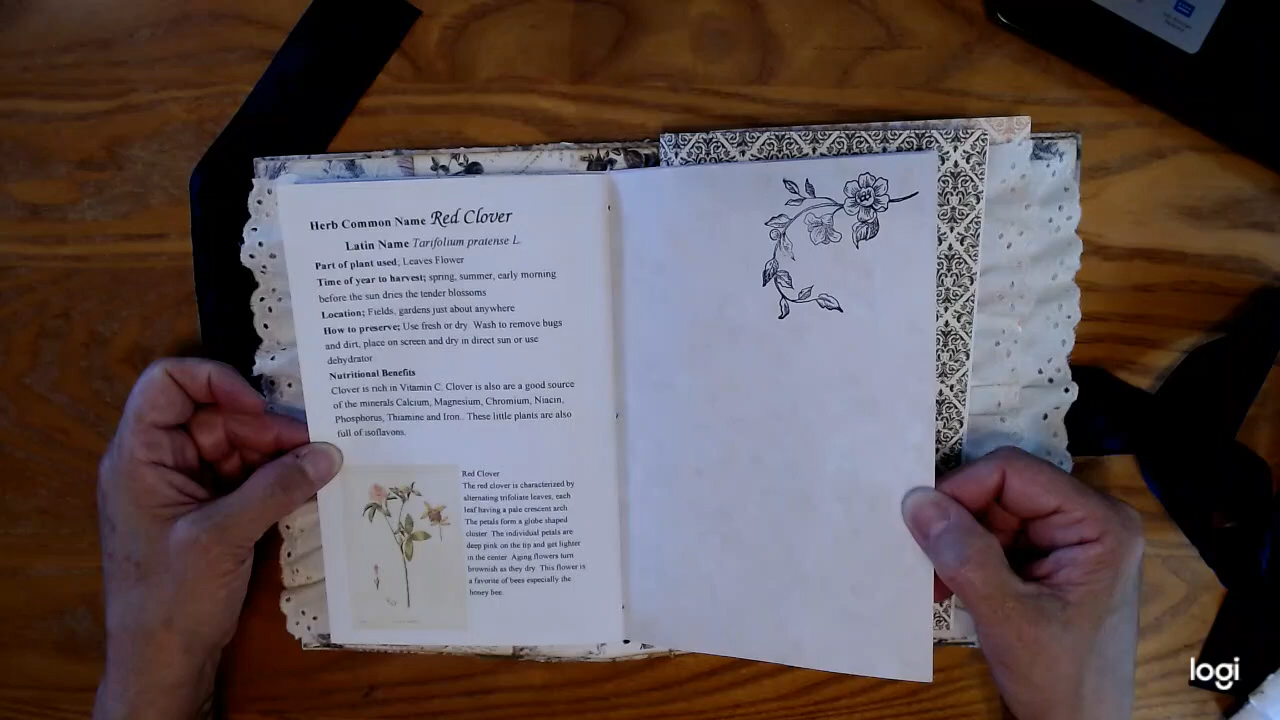 Herb Common Name Red Clover
Latin Name Tarifolium pratense L.
Part of plant used; Leaves Flower
Time of year to harvest; spring, summer, early morning
before the sun dries the tender blossoms
Location; Fields, gardens just about anywhere
How to preserve; Use fresh or dry Wash to remove bugs
and dirt, place on screen and dry in direct sun or use
dehydrator
Nutritional Benefits
Clover is rich in Vitamin C. Clover is also are a good source
of the minerals Calcium, Magnesium, Chromium, Niacin,
Phosphorus, Thiamine and Iron.. These little plants are also
full of isoflavons.
Red Clover
The red clover is characterized by
alternating trifoliate leaves, each
leaf having a pale crescent arch.
The petals form a globe shaped
cluster. The individual petals are
deep pink on the tip and get lighter
in the center. Aging flowers turn
brownish as they dry. This flower is
a favorite of bees especially the
honey bee.
logi